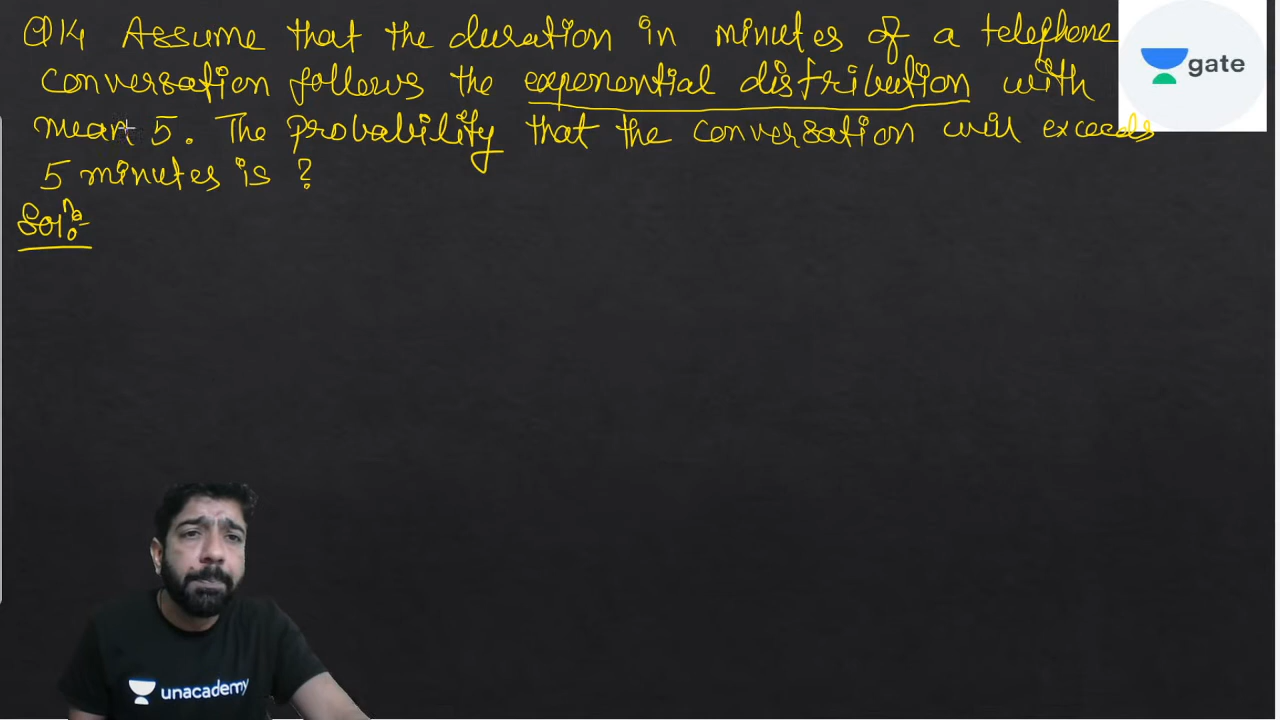 Q14 Assume that the duration in minutes of a telephone
conversation follows the exponential distribution with
mean 5. The probability that the conversation will exceeds
5 minutes is ?
Soln:-
gate
unacademy